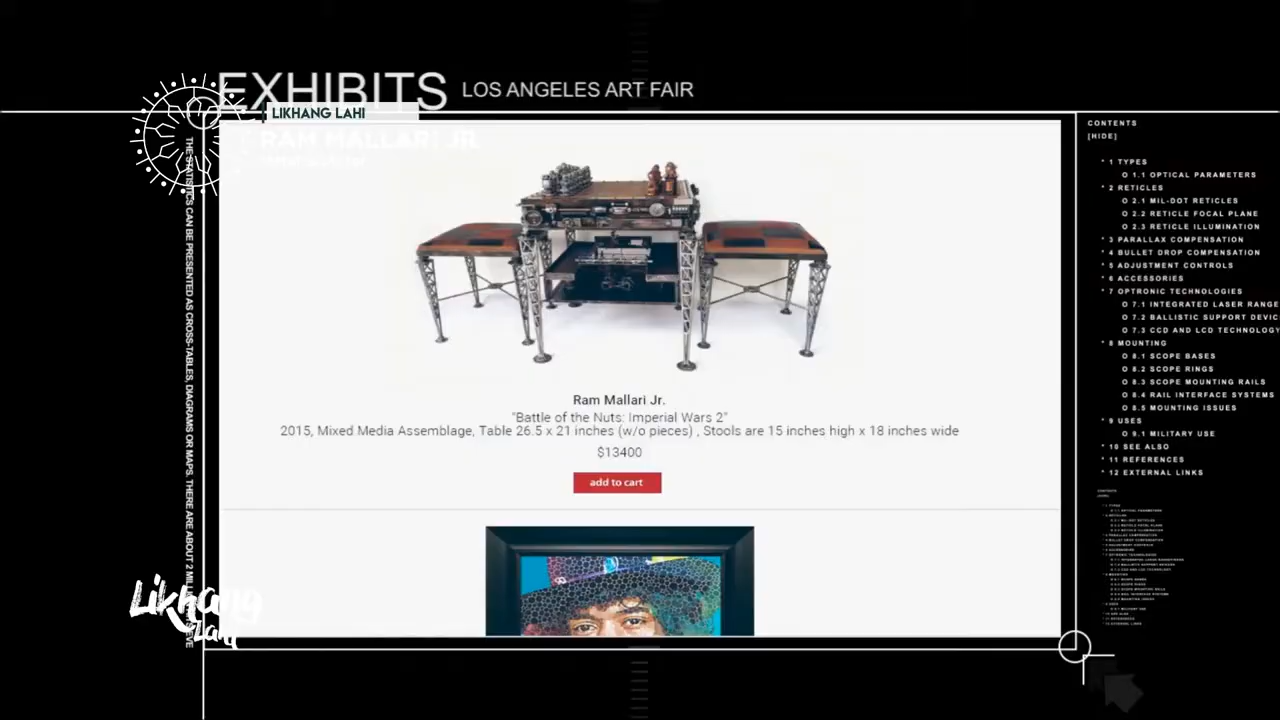 EXHIBITS LOS ANGELES ART FAIR
LIKHANG LAHI
RAM MALLARI JR.
THE STATISTICS CAN BE PRESENTED AS CROSS-TABLES, DIAGRAMS OR MAPS. THERE ARE ABOUT 2
Ram Mallari Jr.
"Battle of the Nuts: Imperial Wars 2"
2015, Mixed Media Assemblage, Table 26.5 x 21 inches (w/o pieces) , Stools are 15 inches high x 18 inches wide
$13400
add to cart
Likhang
Lahi
CONTENTS
[HIDE]
* 1 TYPES
O 1.1 OPTICAL PARAMETERS
* 2 RETICLES
O 2.1 MIL-DOT RETICLES
O 2.2 RETICLE FOCAL PLANE
O 2.3 RETICLE ILLUMINATION
* 3 PARALLAX COMPENSATION
* 4 BULLET DROP COMPENSATION
* 5 ADJUSTMENT CONTROLS
* 6 ACCESSORIES
* 7 OPTRONIC TECHNOLOGIES
O 7.1 INTEGRATED LASER RANGE
O 7.2 BALLISTIC SUPPORT DEVIC
O 7.3 CCD AND LCD TECHNOLOGY
* 8 MOUNTING
O 8.1 SCOPE BASES
O 8.2 SCOPE RINGS
O 8.3 SCOPE MOUNTING RAILS
O 8.4 RAIL INTERFACE SYSTEMS
O 8.5 MOUNTING ISSUES
* 9 USES
O 9.1 MILITARY USE
* 10 SEE ALSO
* 11 REFERENCES
* 12 EXTERNAL LINKS